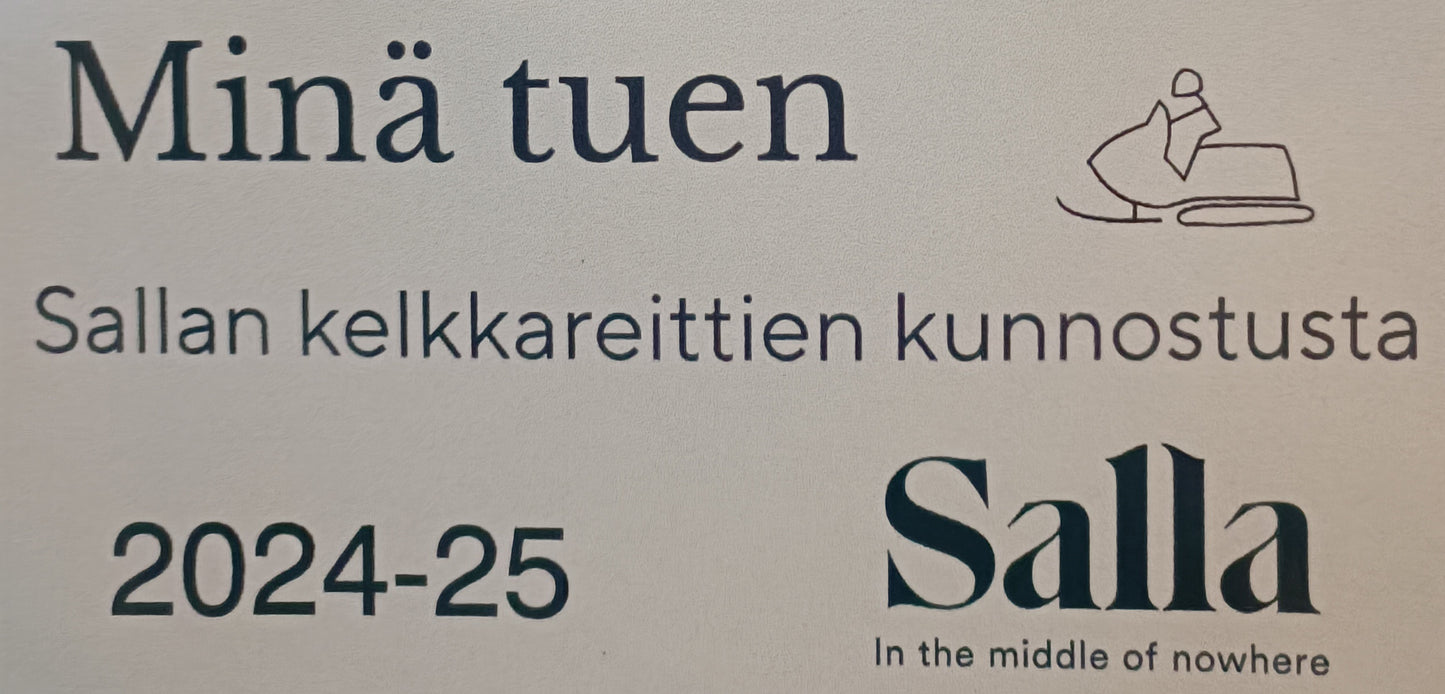 Minä tuen
Sallan kelkkareittien kunnostusta
2024-25
Salla
In the middle of nowhere